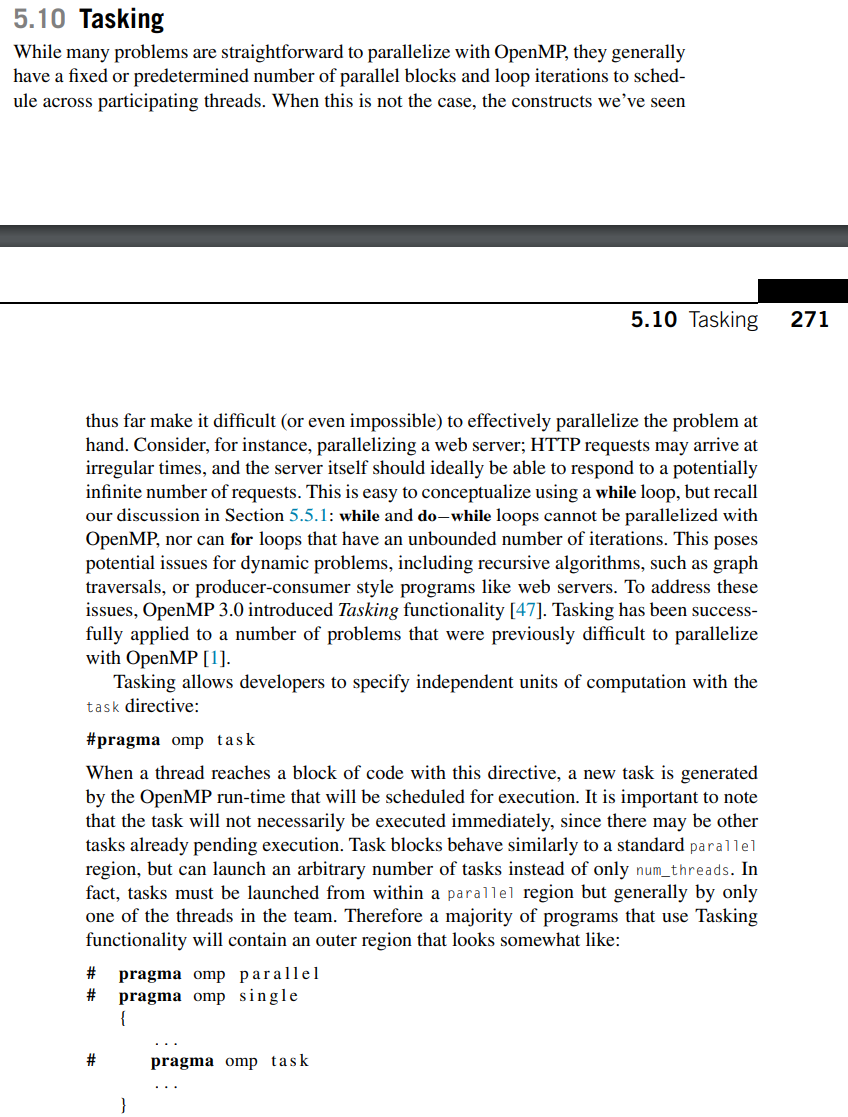 5.10 Tasking
While many problems are straightforward to parallelize with OpenMP, they generally
have a fixed or predetermined number of parallel blocks and loop iterations to sched-
ule across participating threads. When this is not the case, the constructs we’ve seen
5.10 Tasking 271
thus far make it difficult (or even impossible) to effectively parallelize the problem at
hand. Consider, for instance, parallelizing a web server; HTTP requests may arrive at
irregular times, and the server itself should ideally be able to respond to a potentially
infinite number of requests. This is easy to conceptualize using a while loop, but recall
our discussion in Section 5.5.1: while and do−while loops cannot be parallelized with
OpenMP, nor can for loops that have an unbounded number of iterations. This poses
potential issues for dynamic problems, including recursive algorithms, such as graph
traversals, or producer-consumer style programs like web servers. To address these
issues, OpenMP 3.0 introduced Tasking functionality [47]. Tasking has been success-
fully applied to a number of problems that were previously difficult to parallelize
with OpenMP [1].
Tasking allows developers to specify independent units of computation with the
task directive:
#pragma omp task
When a thread reaches a block of code with this directive, a new task is generated
by the OpenMP run-time that will be scheduled for execution. It is important to note
that the task will not necessarily be executed immediately, since there may be other
tasks already pending execution. Task blocks behave similarly to a standard parallel
region, but can launch an arbitrary number of tasks instead of only num_threads. In
fact, tasks must be launched from within a parallel region but generally by only
one of the threads in the team. Therefore a majority of programs that use Tasking
functionality will contain an outer region that looks somewhat like:
# pragma omp parallel
# pragma omp single
{
...
# pragma omp task
...
}